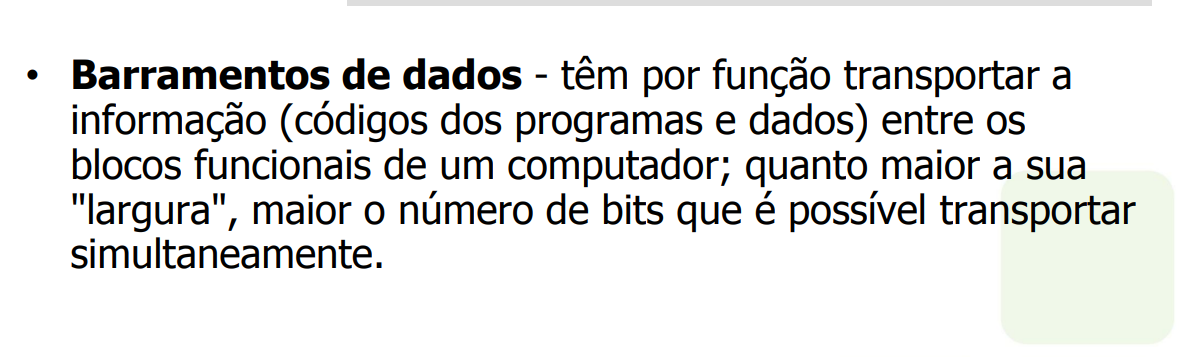 • Barramentos de dados - têm por função transportar a
informação (códigos dos programas e dados) entre os
blocos funcionais de um computador; quanto maior a sua
"largura", maior o número de bits que é possível transportar
simultaneamente.